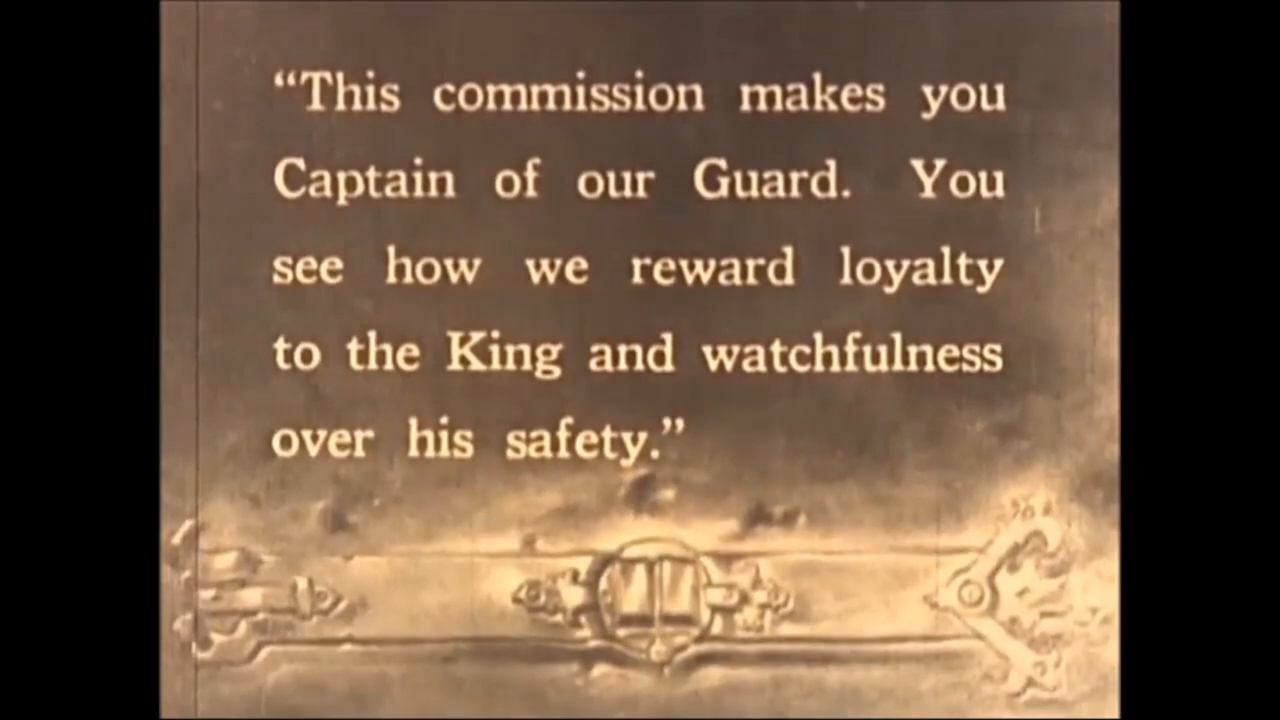 “This commission makes you
Captain of our Guard. You
see how we reward loyalty
to the King and watchfulness
over his safety.”